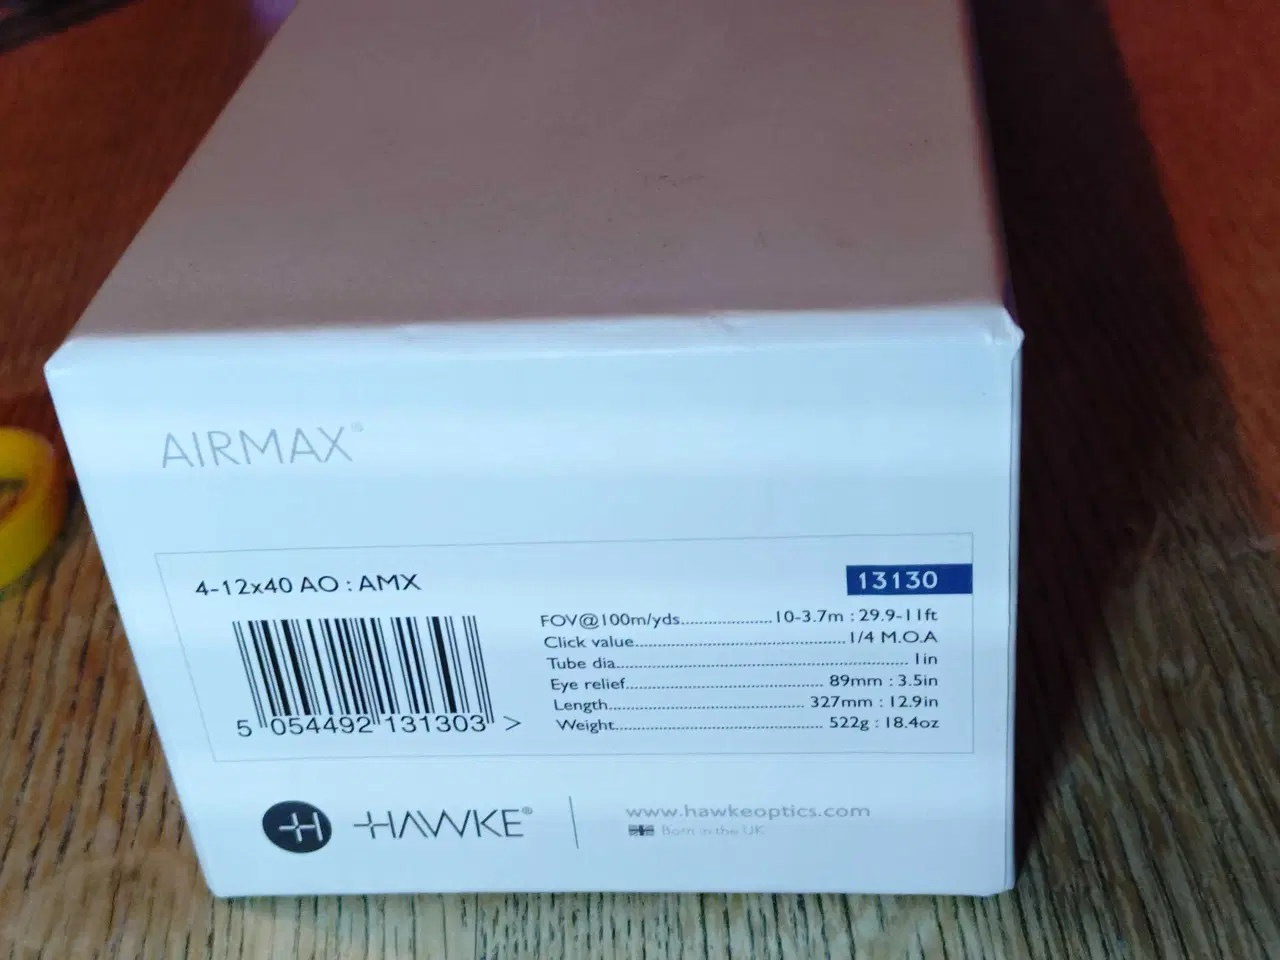 AIRMAX®
4-12x40 AO : AMX
13130
FOV@100m/yds....................10-3.7m : 29.9-11ft
Click value..................................................1/4 M.O.A
Tube dia.................................................................... 1in
Eye relief............................................... 89mm : 3.5in
Length............................................... 327mm : 12.9in
Weight.................................................. 522g : 18.4oz
5 054492 131303 >
HAWKE®
www.hawkeoptics.com
Born in the UK